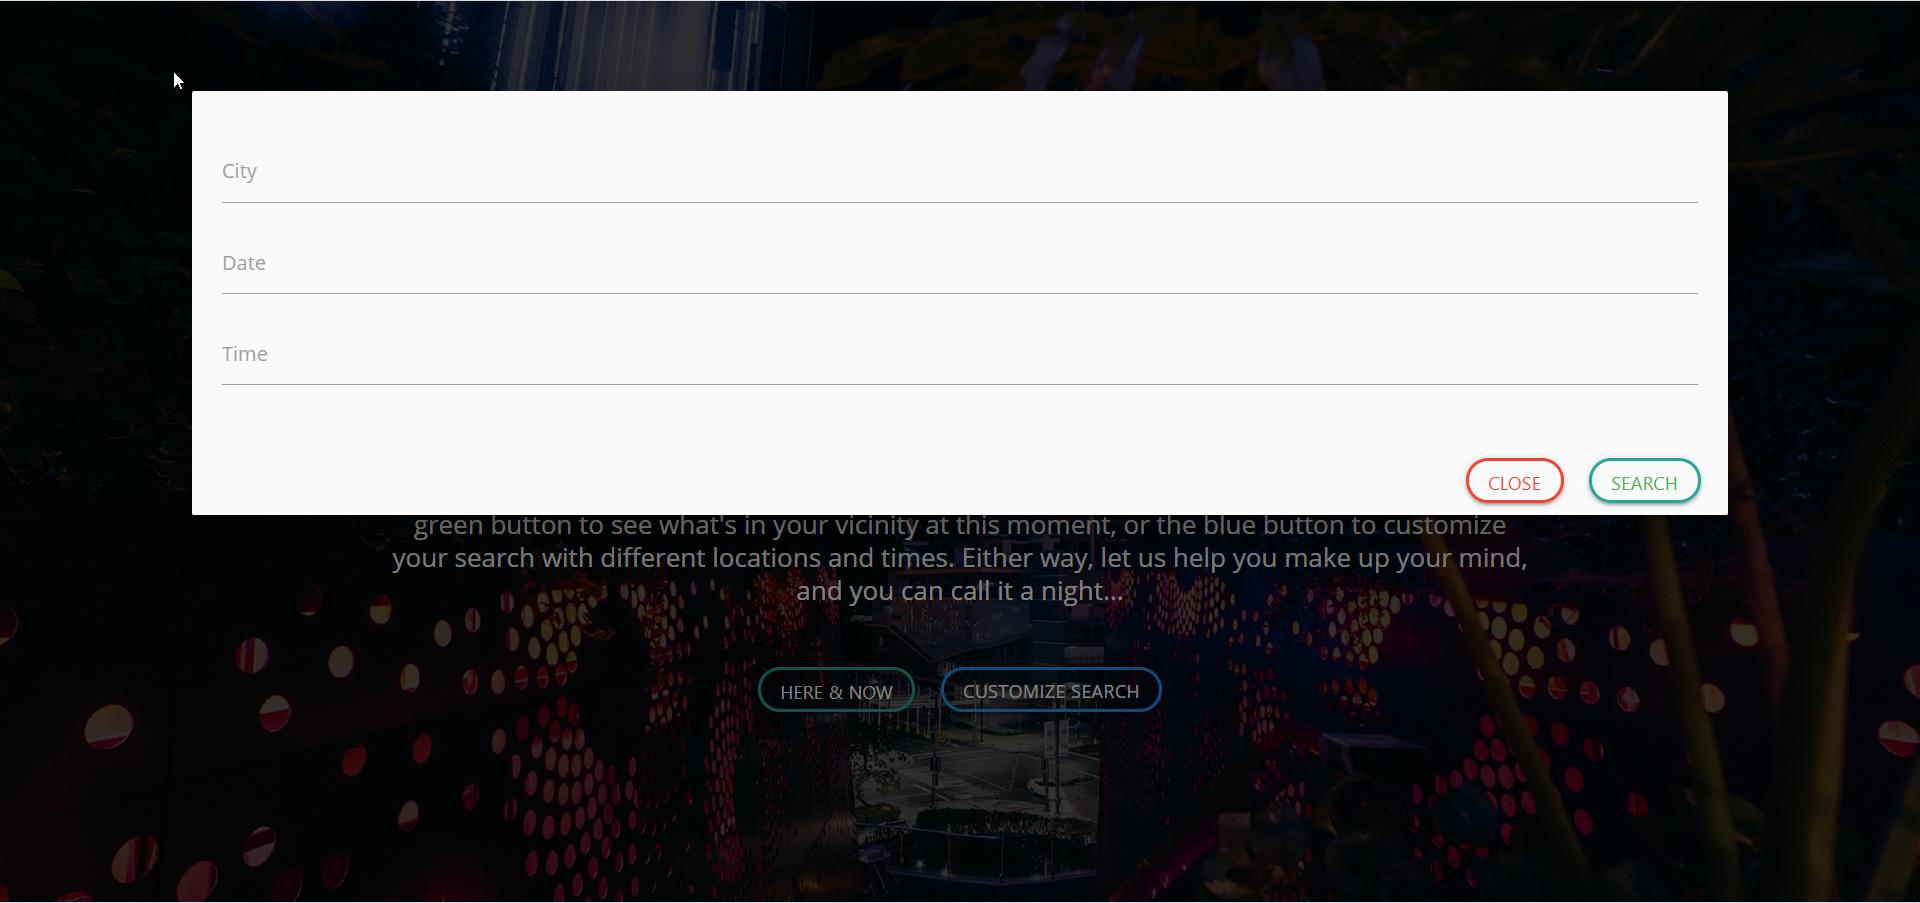 City
Date
Time
CLOSE
SEARCH
green button to see what's in your vicinity at this moment, or the blue button to customize
your search with different locations and times. Either way, let us help you make up your mind,
and you can call it a night...
HERE & NOW
CUSTOMIZE SEARCH